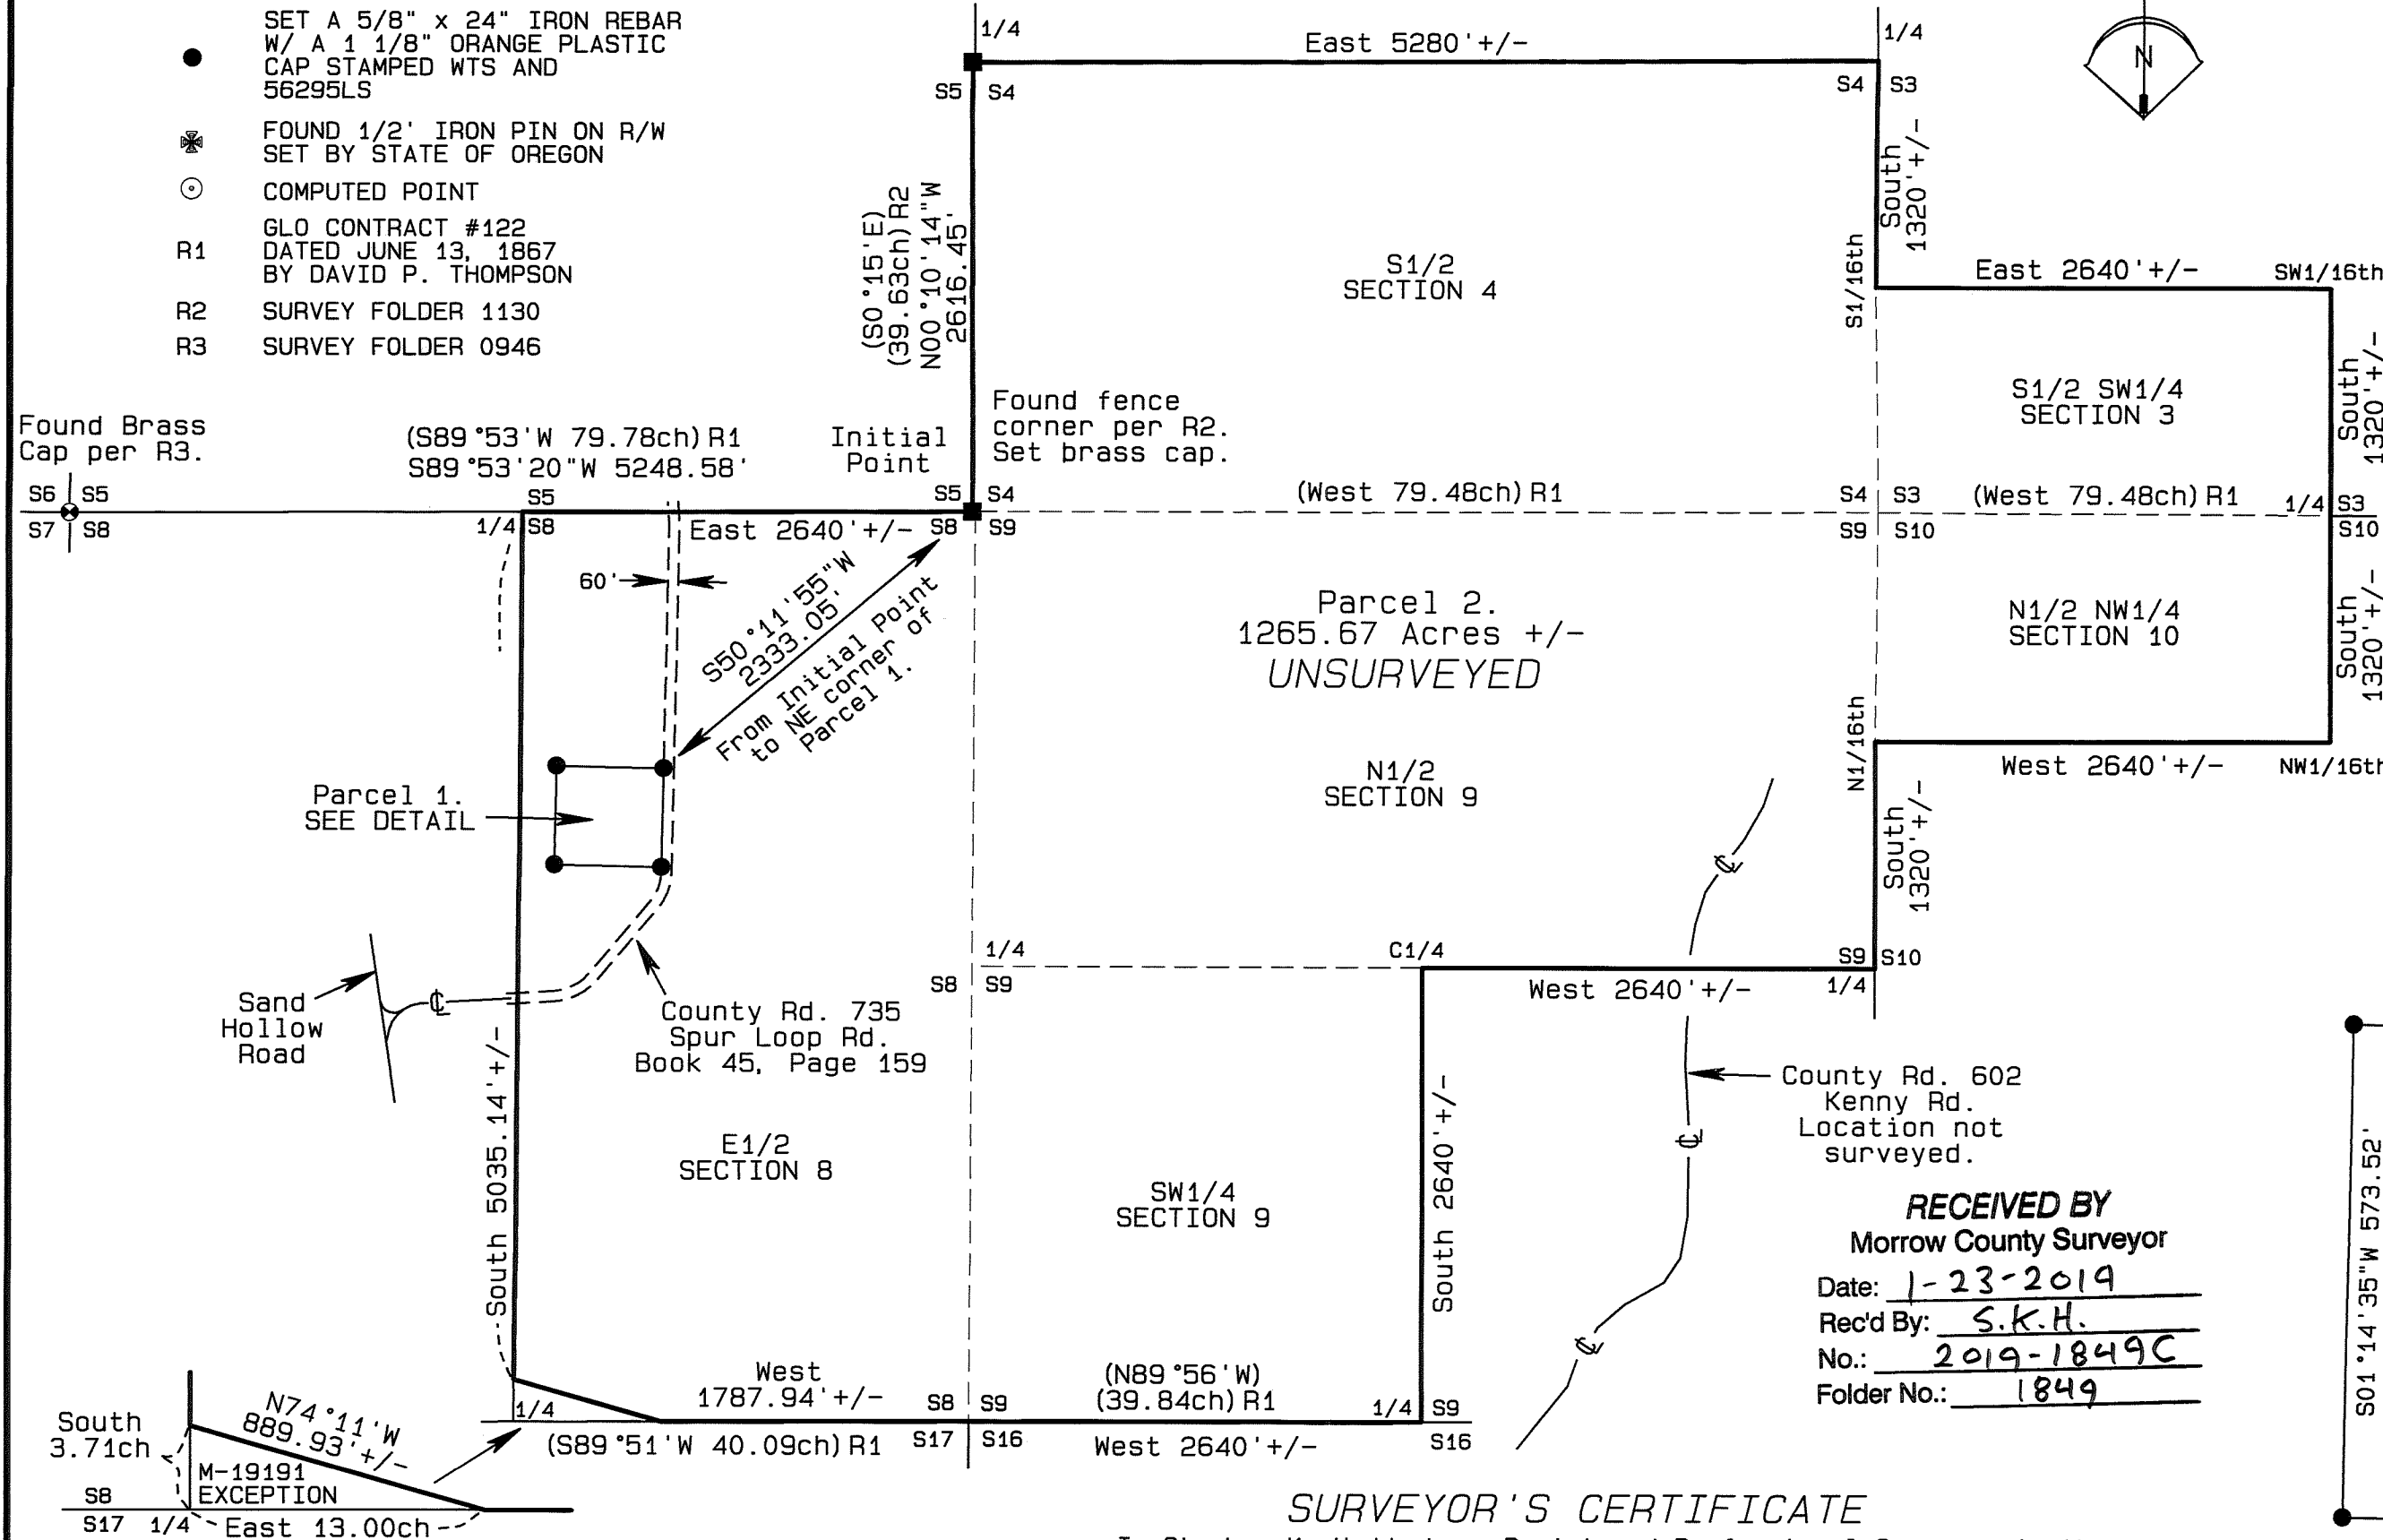 SET A 5/8" x 24" IRON REBAR
W/ A 1 1/8" ORANGE PLASTIC
CAP STAMPED WTS AND
56295LS
FOUND 1/2' IRON PIN ON R/W
SET BY STATE OF OREGON
COMPUTED POINT
R1
GLO CONTRACT #122
DATED JUNE 13, 1867
BY DAVID P. THOMPSON
R2 SURVEY FOLDER 1130
R3 SURVEY FOLDER 0946
1/4
East 5280'+/-
1/4
S5 S4
S4 S3
N
(S0°15'E)
(39.63ch)R2
N00°10'14"W
2616.45'
South
1320'+/-
S1/2
SECTION 4
S1/16th
East 2640'+/-
SW1/16th
S1/2 SW1/4
SECTION 3
South
1320'+/-
Found Brass
Cap per R3.
(S89°53'W 79.78ch)R1
S89°53'20"W 5248.58'
Initial
Point
Found fence
corner per R2.
Set brass cap.
S6 S5
S7 S8
S5
1/4 S8
East 2640'+/-
S5 S4
S8 S9
(West 79.48ch)R1
S4 S3
S9 S10
(West 79.48ch)R1
1/4 S3
S10
60'
S50°11'55"W
2333.05'
From Initial Point
to NE corner of
Parcel 1.
Parcel 2.
1265.67 Acres +/-
UNSURVEYED
N1/2 NW1/4
SECTION 10
South
1320'+/-
N1/16th
West 2640'+/-
NW1/16th
Parcel 1.
SEE DETAIL
N1/2
SECTION 9
South
1320'+/-
1/4
S8 S9
C1/4
West 2640'+/-
S9 S10
1/4
Sand
Hollow
Road
County Rd. 735
Spur Loop Rd.
Book 45, Page 159
South 5035.14'+/-
E1/2
SECTION 8
SW1/4
SECTION 9
South 2640'+/-
County Rd. 602
Kenny Rd.
Location not
surveyed.
RECEIVED BY
Morrow County Surveyor
Date: 1-23-2019
Rec'd By: S.K.H.
No.: 2019-1849C
Folder No.: 1849
S01°14'35"W 573.52'
West
1787.94'+/-
(N89°56'W)
(39.84ch)R1
1/4
(S89°51'W 40.09ch)R1
S8 S9
S17 S16
West 2640'+/-
1/4 S9
S16
South
3.71ch
N74°11'W
889.93'+/-
M-19191
EXCEPTION
S8
S17 1/4
East 13.00ch
SURVEYOR'S CERTIFICATE